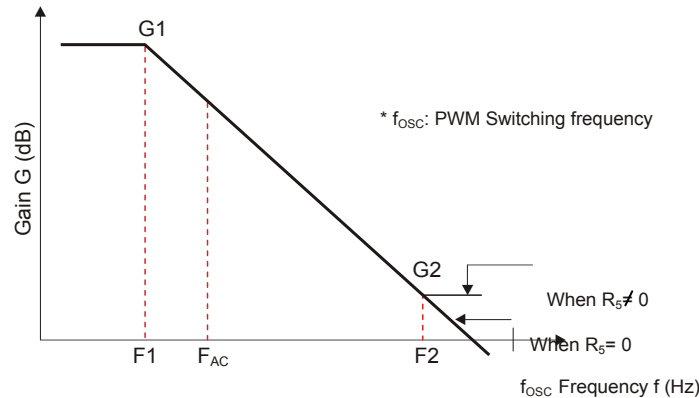 G1
* fOSC: PWM Switching frequency
Gain G (dB)
G2
When R5≠ 0
When R5= 0
F1
FAC
F2
fOSC Frequency f (Hz)